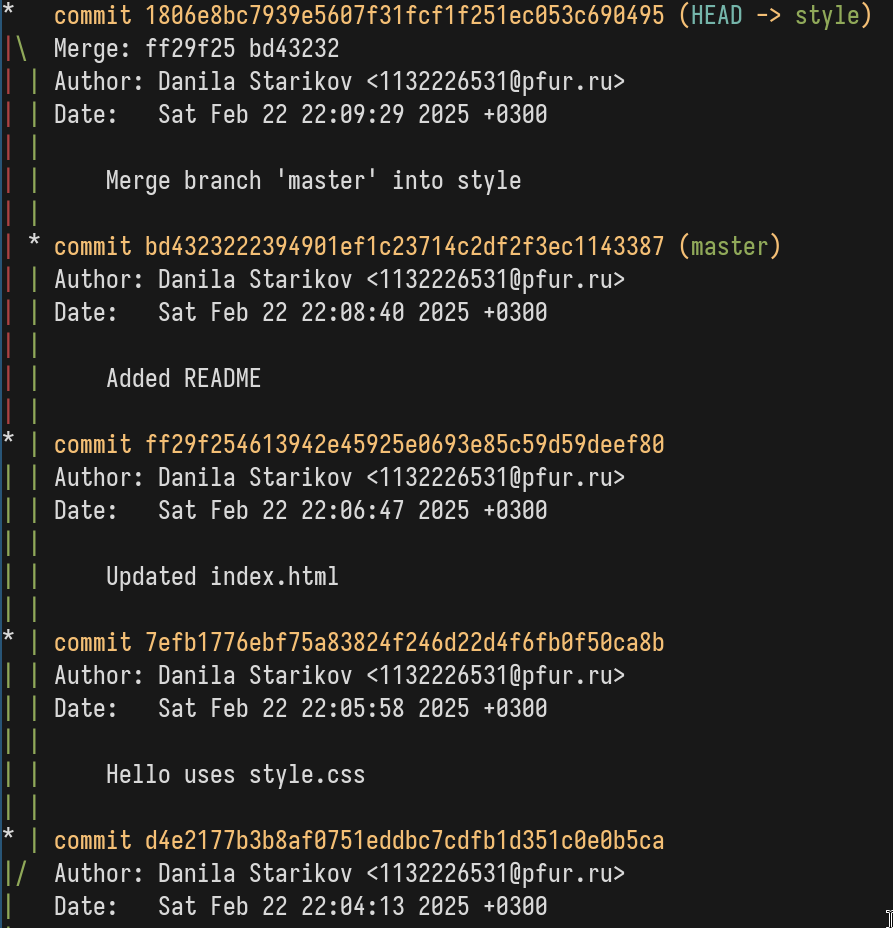 *   commit 1806e8bc7939e5607f31fcf1f251ec053c690495 (HEAD -> style)
|\  Merge: ff29f25 bd43232
| | Author: Danila Starikov <1132226531@pfur.ru>
| | Date:   Sat Feb 22 22:09:29 2025 +0300
| |
| |     Merge branch 'master' into style
| |
| * commit bd4323222394901ef1c23714c2df2f3ec1143387 (master)
| | Author: Danila Starikov <1132226531@pfur.ru>
| | Date:   Sat Feb 22 22:08:40 2025 +0300
| |
| |     Added README
| |
* | commit ff29f254613942e45925e0693e85c59d59deef80
| | Author: Danila Starikov <1132226531@pfur.ru>
| | Date:   Sat Feb 22 22:06:47 2025 +0300
| |
| |     Updated index.html
| |
* | commit 7efb1776ebf75a83824f246d22d4f6fb0f50ca8b
| | Author: Danila Starikov <1132226531@pfur.ru>
| | Date:   Sat Feb 22 22:05:58 2025 +0300
| |
| |     Hello uses style.css
| |
* | commit d4e2177b3b8af0751eddbc7cdfb1d351c0e0b5ca
|/  Author: Danila Starikov <1132226531@pfur.ru>
|   Date:   Sat Feb 22 22:04:13 2025 +0300